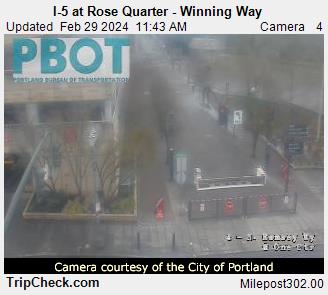 I-5 at Rose Quarter - Winning Way
Updated Feb 29 2024 11:43 AM Camera 4
PBOT
PORTLAND BUREAU OF TRANSPORTATION
Camera courtesy of the City of Portland
TripCheck.com Milepost302.00